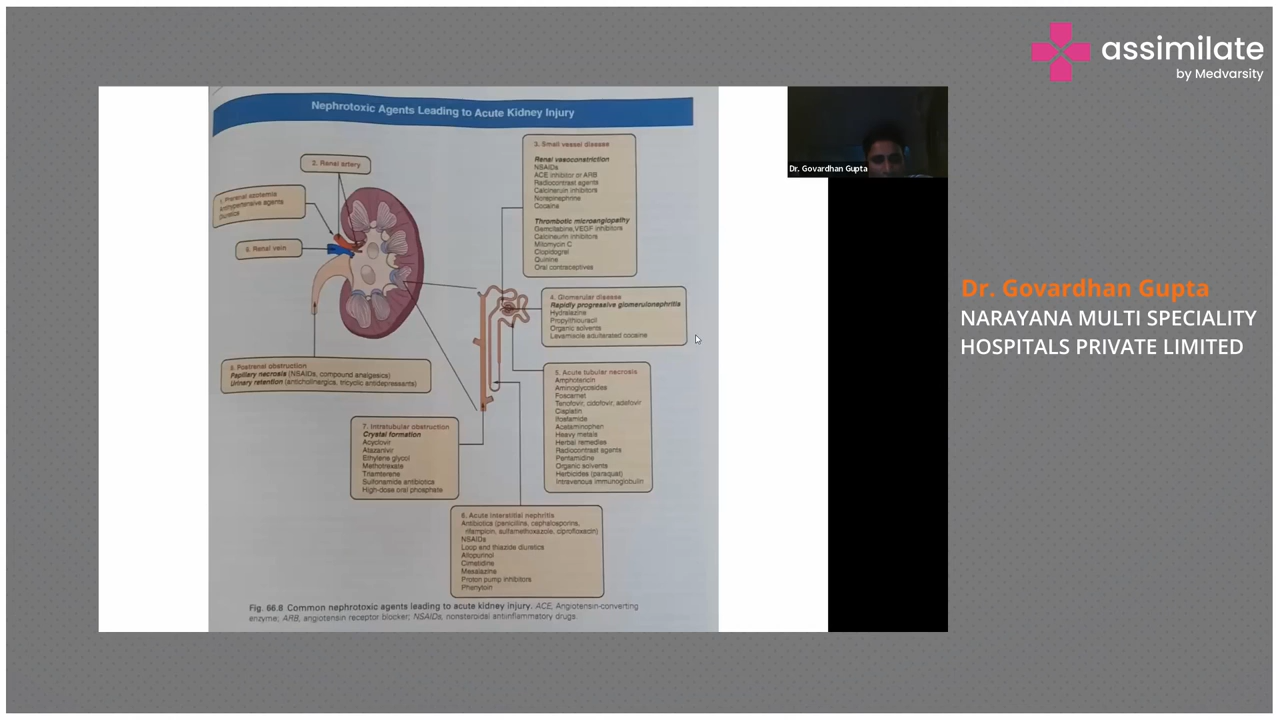 assimilate
by Medvarsity
Dr. Govardhan Gupta
Dr. Govardhan Gupta
NARAYANA MULTI SPECIALITY
HOSPITALS PRIVATE LIMITED
Nephrotoxic Agents Leading to Acute Kidney Injury
2. Renal artery
1. Prerenal azotemia
Antihypertensive agents
Diuretics
9. Renal vein
3. Small vessel disease
Renal vasoconstriction
NSAIDs
ACE inhibitor or ARB
Radiocontrast agents
Calcineurin inhibitors
Norepinephrine
Cocaine
Thrombotic microangiopathy
Gemcitabine, VEGF inhibitors
Calcineurin inhibitors
Mitomycin C
Clopidogrel
Quinine
Oral contraceptives
4. Glomerular disease
Rapidly progressive glomerulonephritis
Hydralazine
Propylthiouracil
Organic solvents
Levamisole adulterated cocaine
8. Postrenal obstruction
Papillary necrosis (NSAIDs, compound analgesics)
Urinary retention (anticholinergics, tricyclic antidepressants)
5. Acute tubular necrosis
Amphotericin
Aminoglycosides
Foscarnet
Tenofovir, cidofovir, adefovir
Cisplatin
Ifosfamide
Acetaminophen
Heavy metals
Herbal remedies
Radiocontrast agents
Pentamidine
Organic solvents
Herbicides (paraquat)
Intravenous immunoglobulin
7. Intratubular obstruction
Crystal formation
Acyclovir
Atazanavir
Ethylene glycol
Methotrexate
Triamterene
Sulfonamide antibiotics
High-dose oral phosphate
6. Acute interstitial nephritis
Antibiotics (penicillins, cephalosporins,
rifampicin, sulfamethoxazole, ciprofloxacin)
NSAIDs
Loop and thiazide diuretics
Allopurinol
Cimetidine
Mesalazine
Proton pump inhibitors
Phenytoin
Fig. 66.8 Common nephrotoxic agents leading to acute kidney injury. ACE, Angiotensin-converting
enzyme; ARB, angiotensin receptor blocker; NSAIDs, nonsteroidal antiinflammatory drugs.